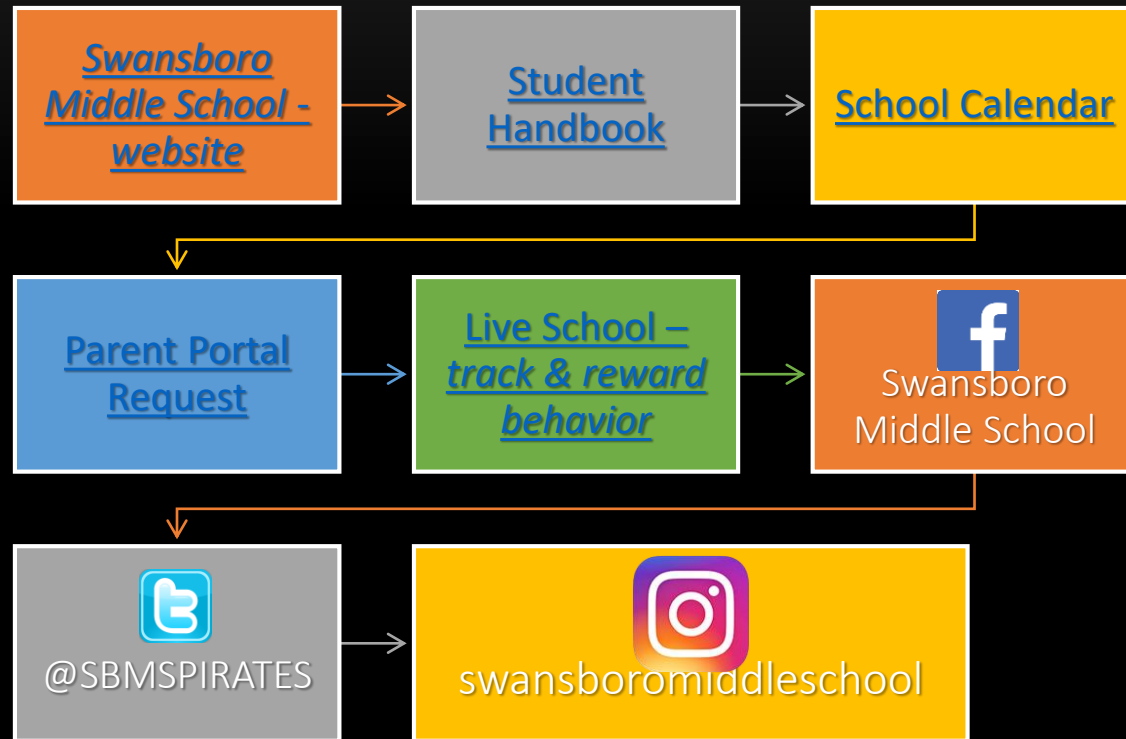 Swansboro
Middle School -
website
Student
Handbook
School Calendar
Parent Portal
Request
Live School –
track & reward
behavior
Swansboro
Middle School
@SBMSPIRATES
swansboromiddleschool